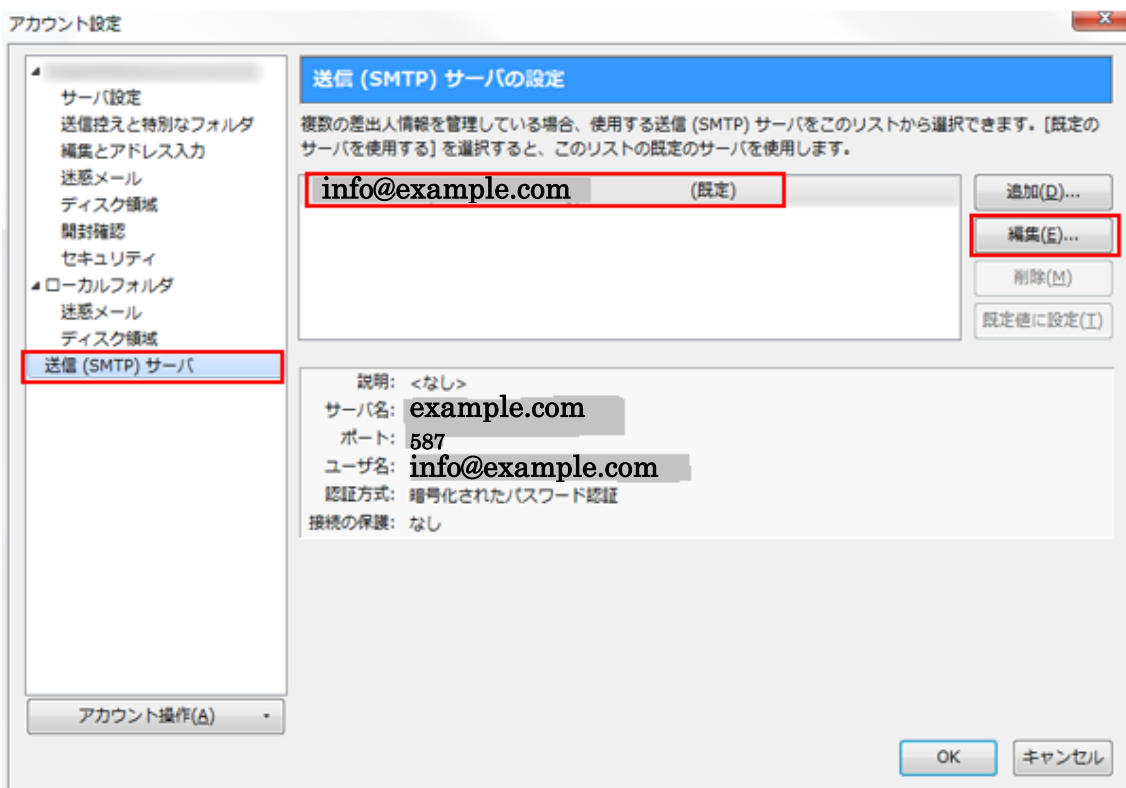 アカウント設定
サーバ設定
送信控えと特別なフォルダ
編集とアドレス入力
迷惑メール
ディスク領域
開封確認
セキュリティ
ローカルフォルダ
迷惑メール
ディスク領域
送信 (SMTP) サーバ
アカウント操作(A)
送信 (SMTP) サーバの設定
複数の差出人情報を管理している場合、使用する送信 (SMTP) サーバをこのリストから選択できます。[既定の
サーバを使用する] を選択すると、このリストの既定のサーバを使用します。
info@example.com (既定)
追加(D)...
編集(E)...
削除(M)
既定値に設定(T)
説明: <なし>
サーバ名: example.com
ポート: 587
ユーザ名: info@example.com
認証方式: 暗号化されたパスワード認証
接続の保護: なし
OK
キャンセル